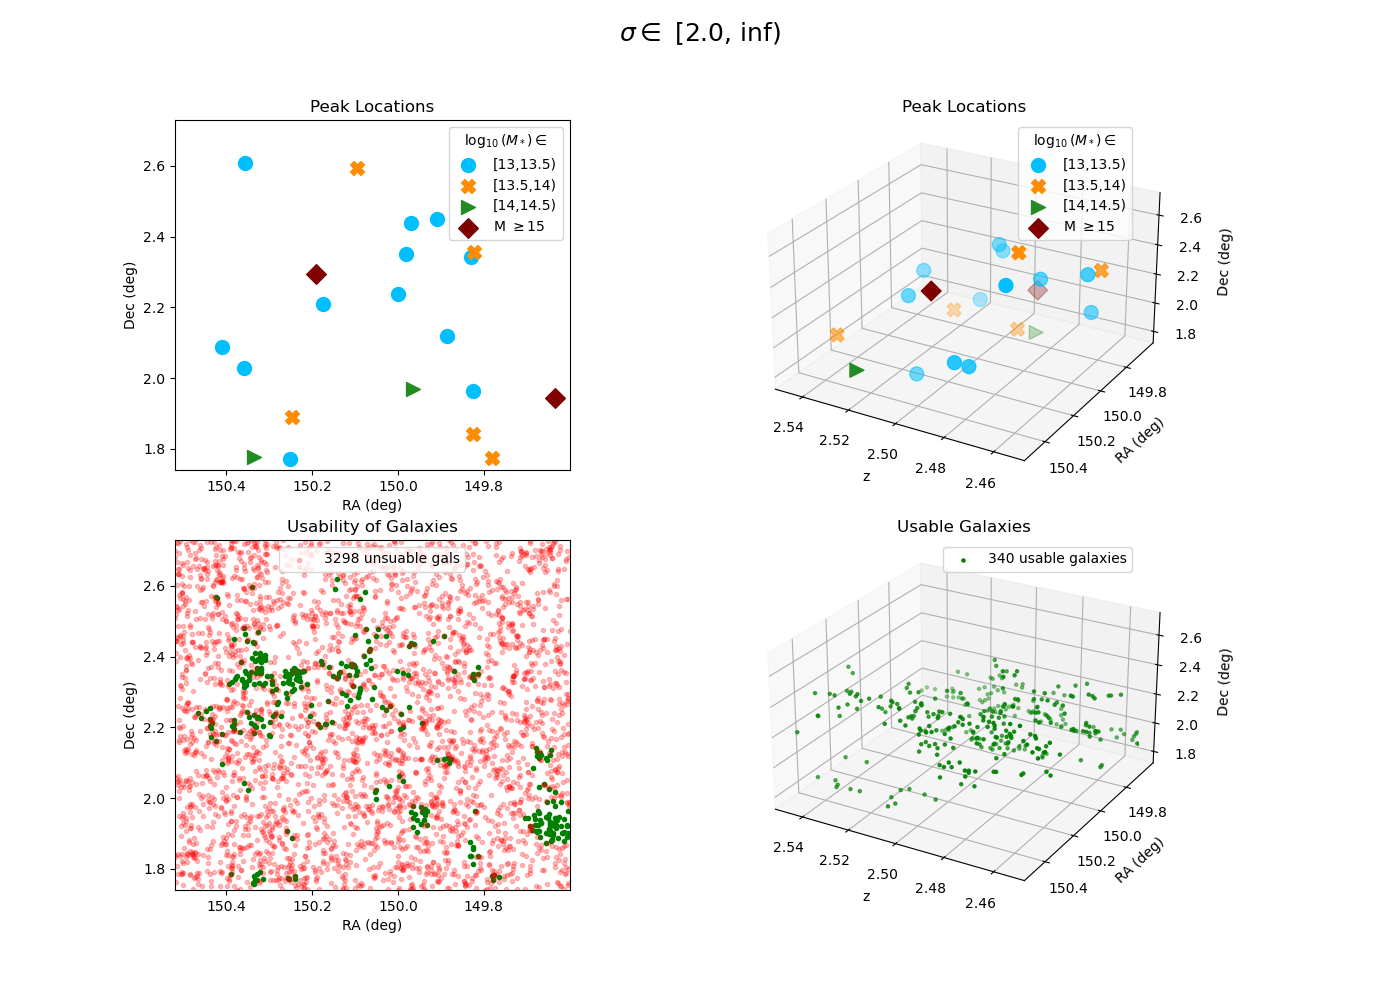 σ ∈ [2.0, inf)
Peak Locations
log10(M*) ∈
[13,13.5)
[13.5,14)
[14,14.5)
M ≥15
2.6
2.4
2.2
2.0
1.8
Dec (deg)
150.4 150.2 150.0 149.8
RA (deg)
Peak Locations
log10(M*) ∈
[13,13.5)
[13.5,14)
[14,14.5)
M ≥15
2.6
2.4
2.2
2.0
1.8
Dec (deg)
149.8
150.0
150.2
150.4
RA (deg)
2.54
2.52
2.50
2.48
2.46
z
Usability of Galaxies
3298 unsuable gals
2.6
2.4
2.2
2.0
1.8
Dec (deg)
150.4 150.2 150.0 149.8
RA (deg)
Usable Galaxies
340 usable galaxies
2.6
2.4
2.2
2.0
1.8
Dec (deg)
149.8
150.0
150.2
150.4
RA (deg)
2.54
2.52
2.50
2.48
2.46
z